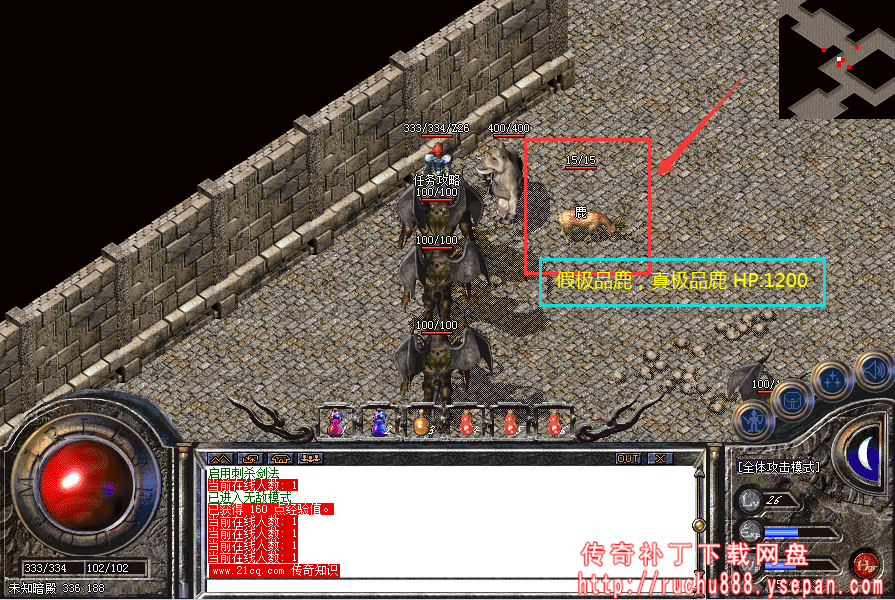 333/334/Z26
400/400
15/15
任务攻略
100/100
鹿
100/100
假极品鹿，真极品鹿 HP:1200
100/100
OUT
启用刺杀剑法
当前在线人数: 1
已进入无敌模式
已获得 160 点经验值。
当前在线人数: 1
当前在线人数: 1
当前在线人数: 1
当前在线人数: 1
www.21cq.com 传奇知识
[全体攻击模式]
26
333/334
102/102
未知暗殿 336:188
传奇补丁下载网盘
http://ruchu888.ysepan.com